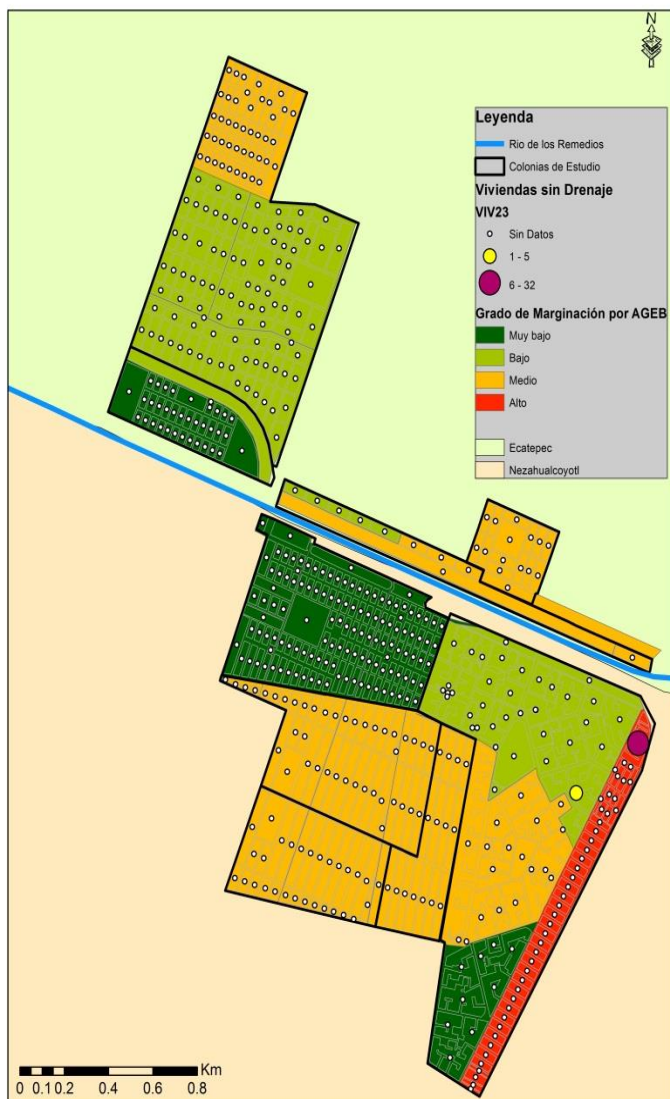 N
Leyenda
Rio de los Remedios
Colonias de Estudio
Viviendas sin Drenaje
VIV23
Sin Datos
1 - 5
6 - 32
Grado de Marginación por AGEB
Muy bajo
Bajo
Medio
Alto
Ecatepec
Nezahualcoyotl
Km
0 0.1 0.2 0.4 0.6 0.8